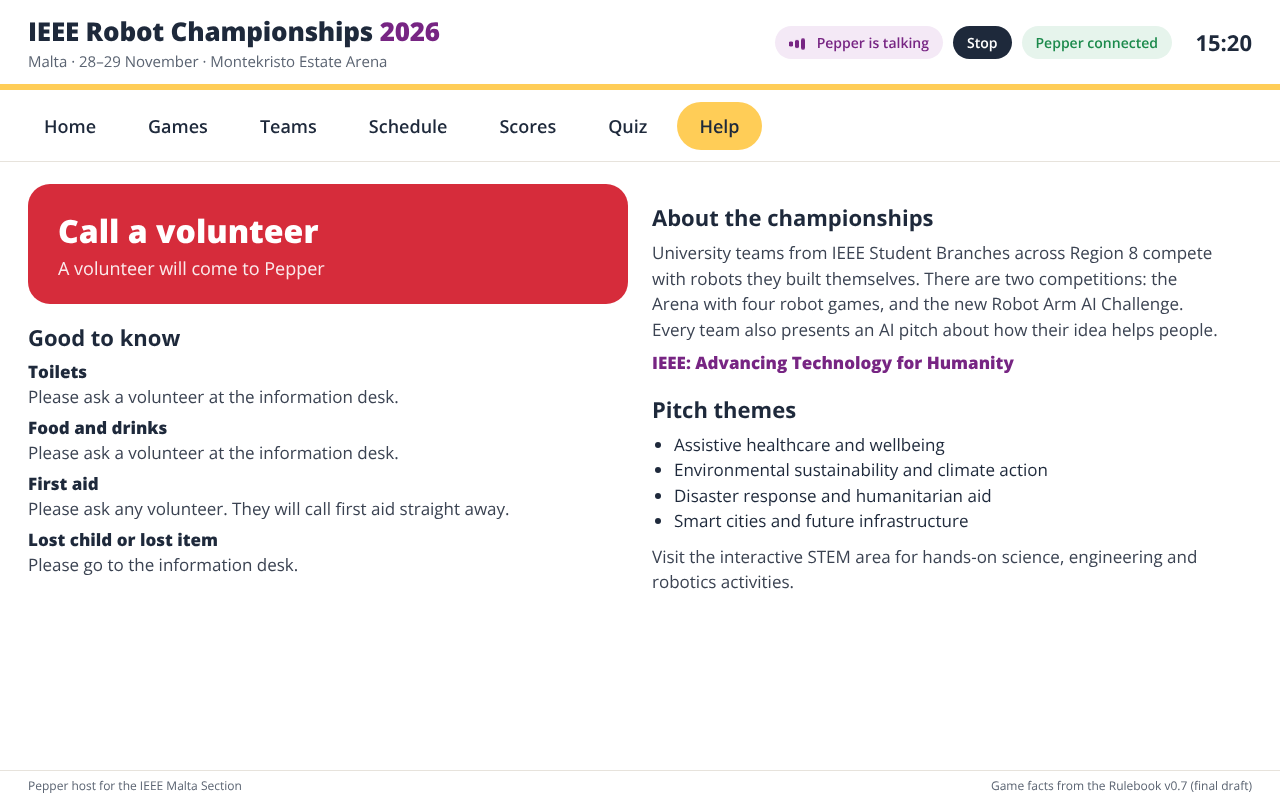 IEEE Robot Championships 2026
Malta · 28–29 November · Montekristo Estate Arena
Pepper is talking
Stop
Pepper connected
15:20
Home
Games
Teams
Schedule
Scores
Quiz
Help
Call a volunteer
A volunteer will come to Pepper
Good to know
Toilets
Please ask a volunteer at the information desk.
Food and drinks
Please ask a volunteer at the information desk.
First aid
Please ask any volunteer. They will call first aid straight away.
Lost child or lost item
Please go to the information desk.
About the championships
University teams from IEEE Student Branches across Region 8 compete
with robots they built themselves. There are two competitions: the
Arena with four robot games, and the new Robot Arm AI Challenge.
Every team also presents an AI pitch about how their idea helps people.
IEEE: Advancing Technology for Humanity
Pitch themes
• Assistive healthcare and wellbeing
• Environmental sustainability and climate action
• Disaster response and humanitarian aid
• Smart cities and future infrastructure
Visit the interactive STEM area for hands-on science, engineering and
robotics activities.
Pepper host for the IEEE Malta Section
Game facts from the Rulebook v0.7 (final draft)